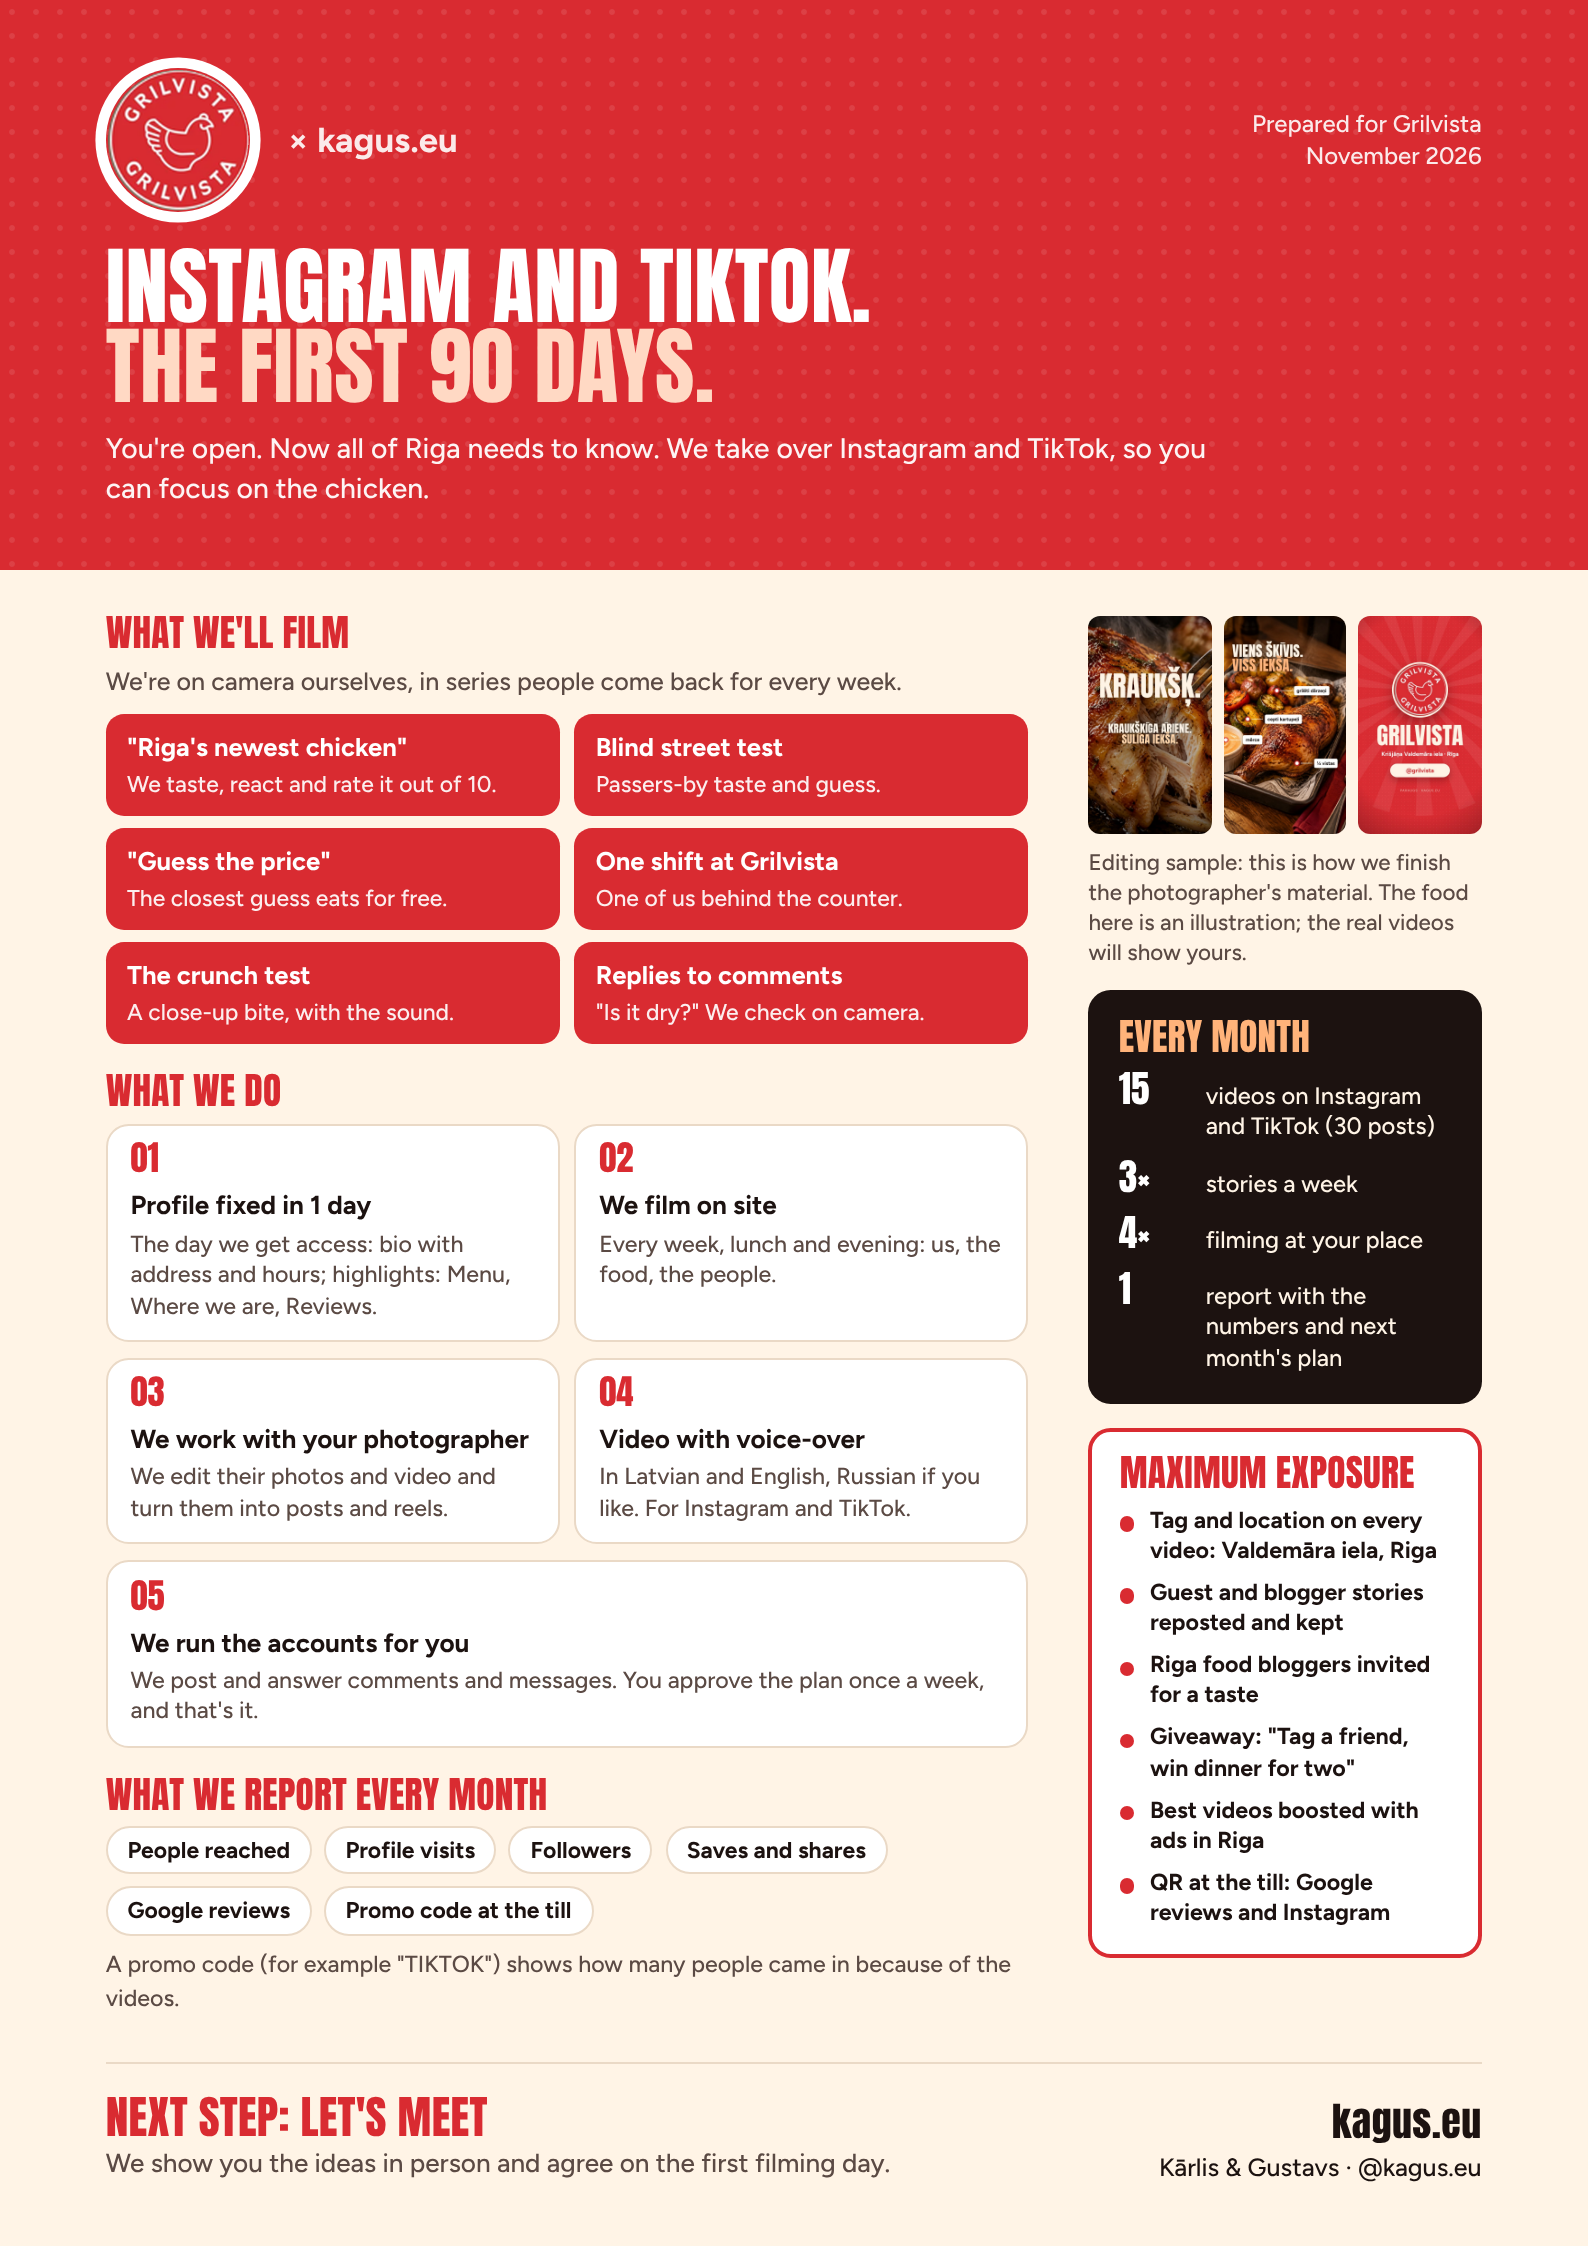 GRILVISTA
GRILVISTA
× kagus.eu
Prepared for Grilvista
November 2026
INSTAGRAM AND TIKTOK.
THE FIRST 90 DAYS.
You're open. Now all of Riga needs to know. We take over Instagram and TikTok, so you
can focus on the chicken.
WHAT WE'LL FILM
We're on camera ourselves, in series people come back for every week.
"Riga's newest chicken"
We taste, react and rate it out of 10.
Blind street test
Passers-by taste and guess.
"Guess the price"
The closest guess eats for free.
One shift at Grilvista
One of us behind the counter.
The crunch test
A close-up bite, with the sound.
Replies to comments
"Is it dry?" We check on camera.
WHAT WE DO
01
Profile fixed in 1 day
The day we get access: bio with
address and hours; highlights: Menu,
Where we are, Reviews.
02
We film on site
Every week, lunch and evening: us, the
food, the people.
03
We work with your photographer
We edit their photos and video and
turn them into posts and reels.
04
Video with voice-over
In Latvian and English, Russian if you
like. For Instagram and TikTok.
05
We run the accounts for you
We post and answer comments and messages. You approve the plan once a week,
and that's it.
WHAT WE REPORT EVERY MONTH
People reached
Profile visits
Followers
Saves and shares
Google reviews
Promo code at the till
A promo code (for example "TIKTOK") shows how many people came in because of the
videos.
KRAUKŠĶ.
KRAUKŠĶĪGA ĀRIENE.
SULĪGA IEKŠA.
VIENS ŠĶĪVIS.
VISS IEKŠĀ.
grilēti dārzeņi
cepti kartupeļi
mērce
½ vistas
GRILVISTA
GRILVISTA
GRILVISTA
Krišjāņa Valdemāra iela · Rīga
@grilvista
Editing sample: this is how we finish
the photographer's material. The food
here is an illustration; the real videos
will show yours.
EVERY MONTH
15 videos on Instagram
and TikTok (30 posts)
3× stories a week
4× filming at your place
1 report with the
numbers and next
month's plan
MAXIMUM EXPOSURE
Tag and location on every
video: Valdemāra iela, Riga
Guest and blogger stories
reposted and kept
Riga food bloggers invited
for a taste
Giveaway: "Tag a friend,
win dinner for two"
Best videos boosted with
ads in Riga
QR at the till: Google
reviews and Instagram
NEXT STEP: LET'S MEET
We show you the ideas in person and agree on the first filming day.
kagus.eu
Kārlis & Gustavs · @kagus.eu